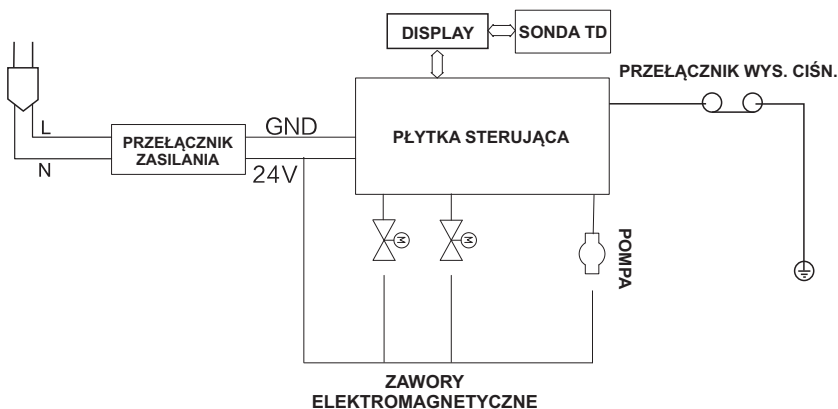 DISPLAY
SONDA TD
PRZEŁĄCZNIK WYS. CIŚN.
L
N
PRZEŁĄCZNIK
ZASILANIA
GND
24V
PŁYTKA STERUJĄCA
M
M
POMPA
ZAWORY
ELEKTROMAGNETYCZNE